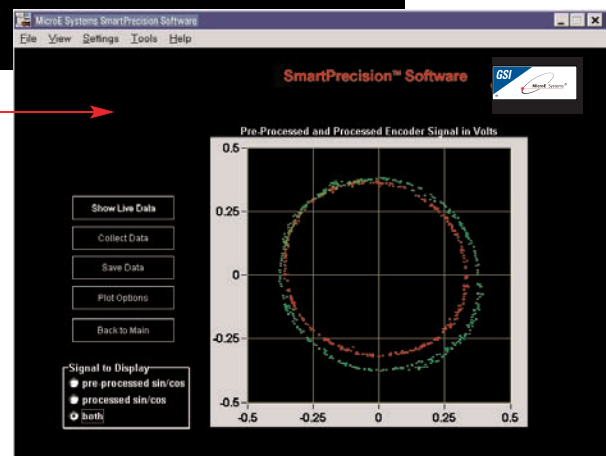 MicroE Systems SmartPrecision Software
File View Settings Tools Help
SmartPrecision™ Software
GSI
MicroE Systems™
Pre-Processed and Processed Encoder Signal in Volts
0.5
0.25
0
-0.25
-0.5
-0.5 -0.25 0 0.25 0.5
Show Live Data
Collect Data
Save Data
Plot Options
Back to Main
Signal to Display
pre-processed sin/cos
processed sin/cos
both